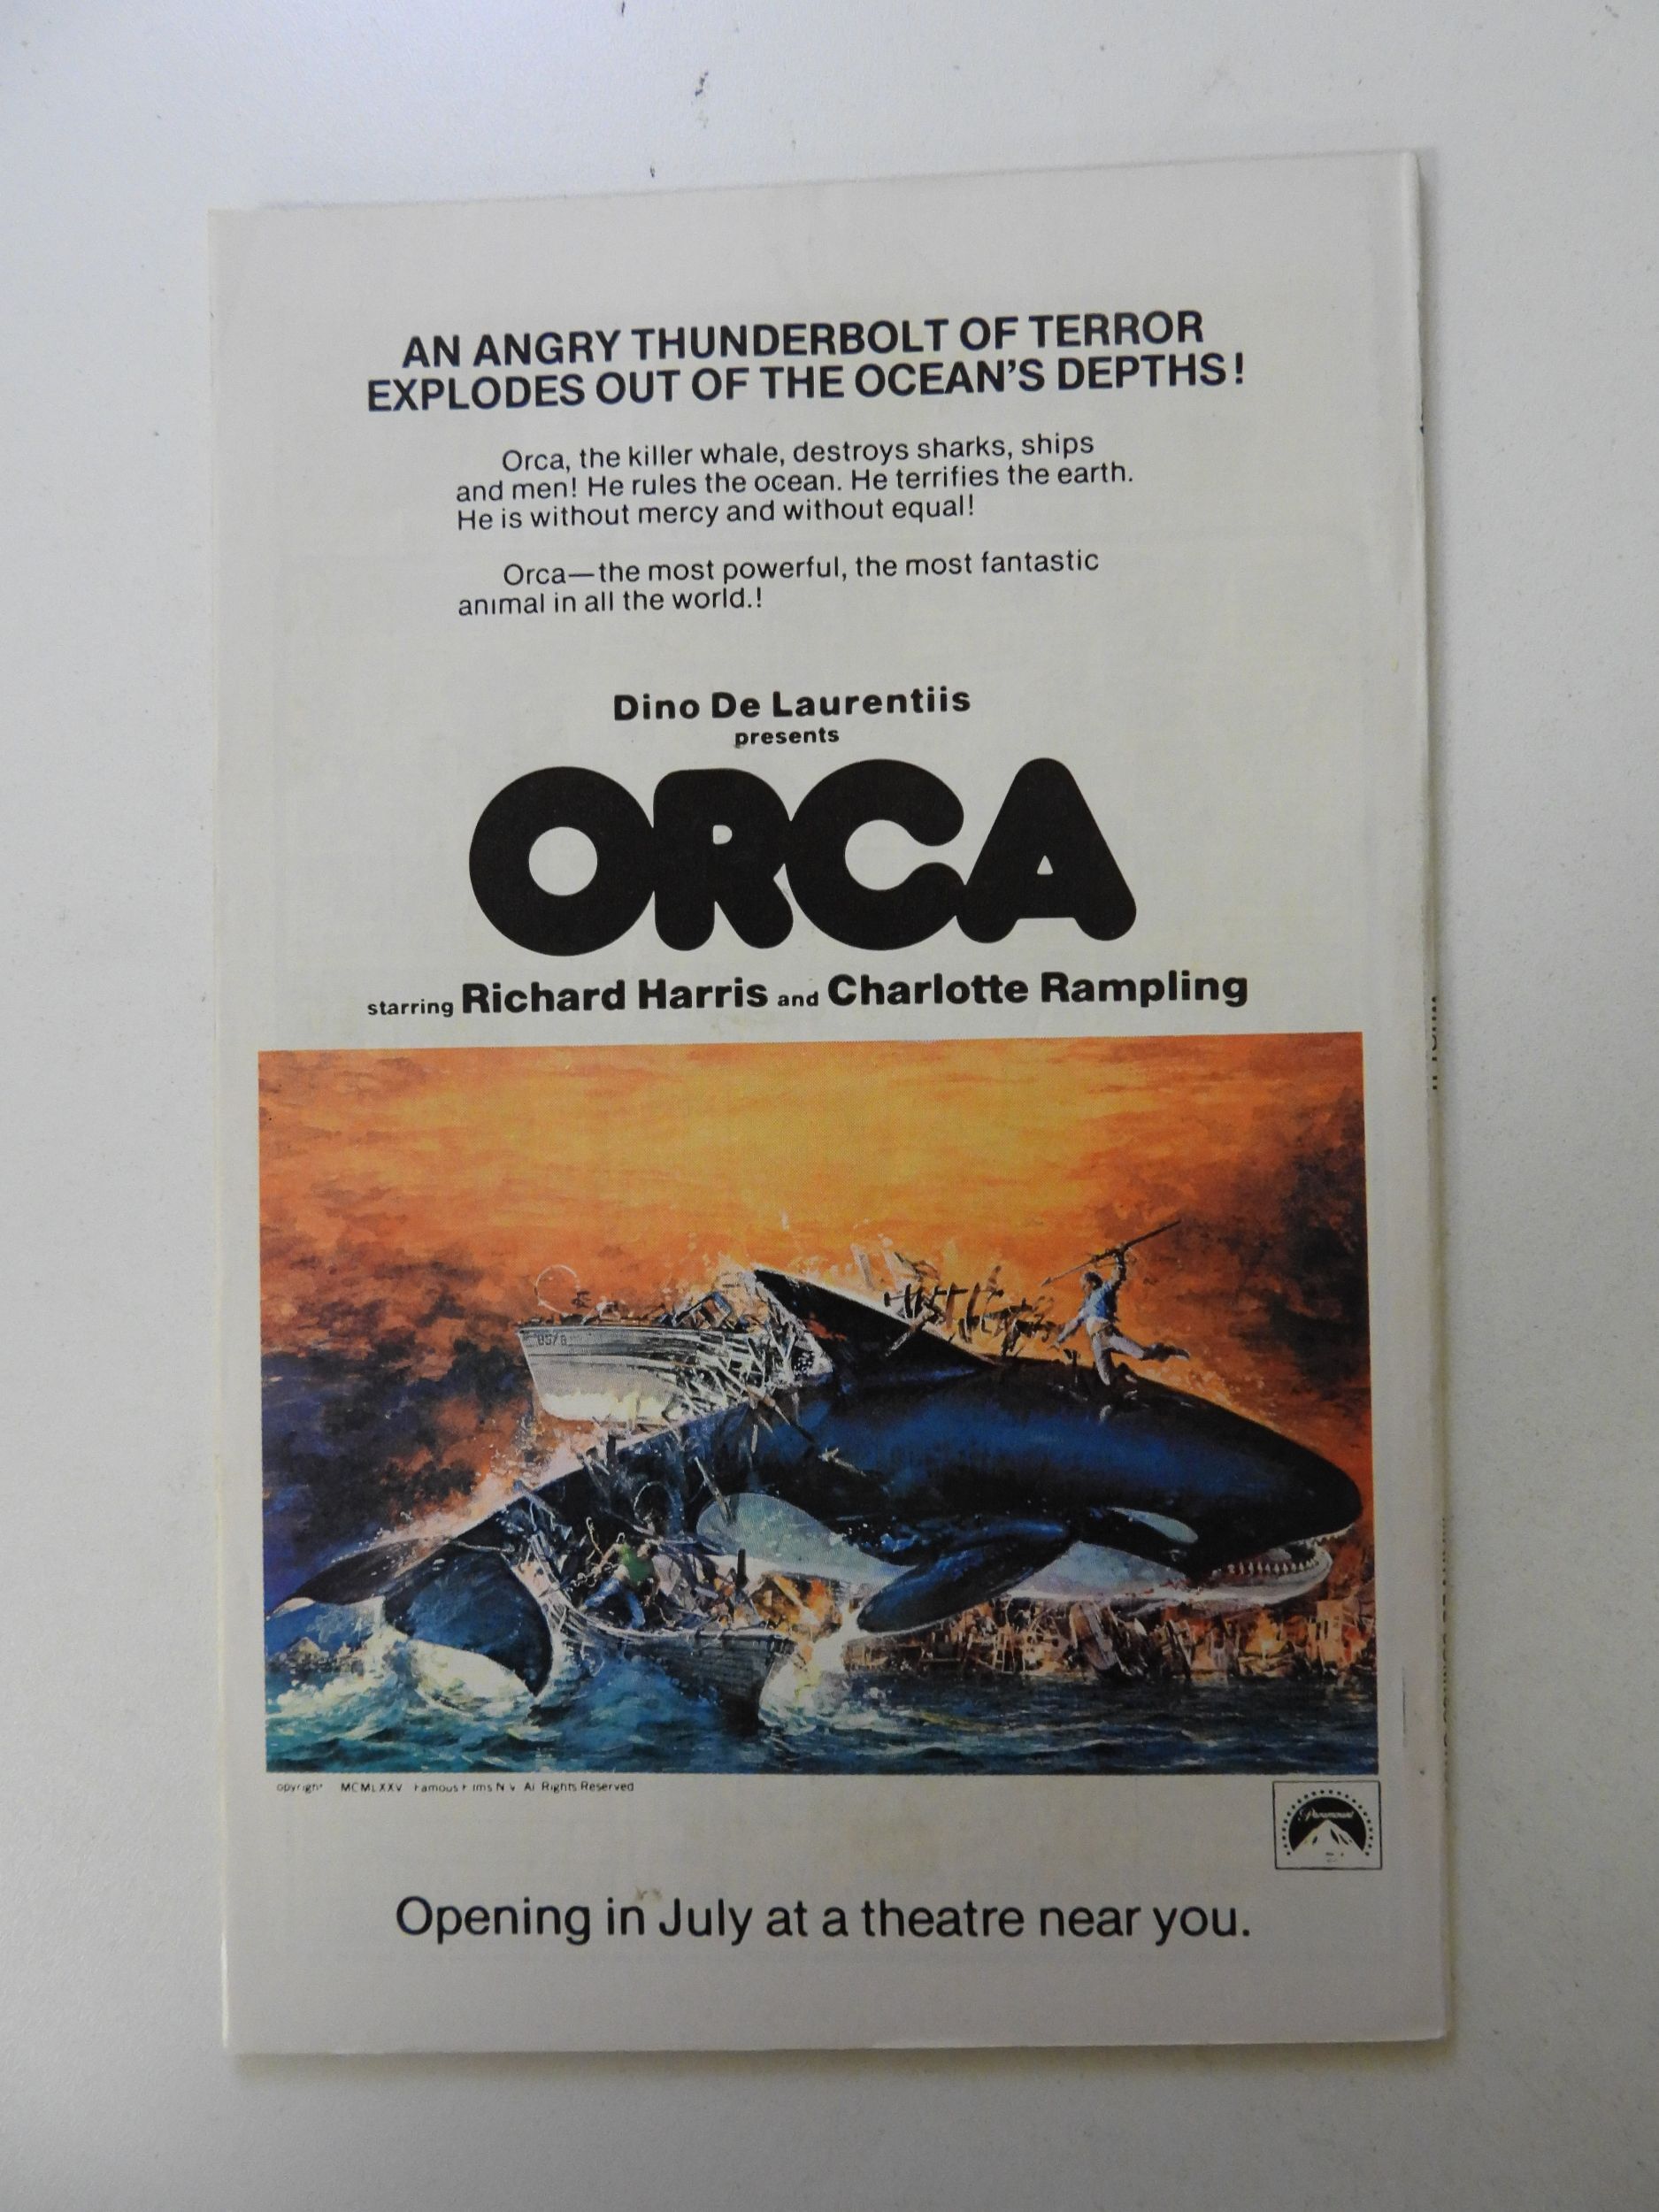 AN ANGRY THUNDERBOLT OF TERROR
EXPLODES OUT OF THE OCEAN'S DEPTHS!
Orca, the killer whale, destroys sharks, ships
and men! He rules the ocean. He terrifies the earth.
He is without mercy and without equal!
Orca—the most powerful, the most fantastic
animal in all the world.!
Dino De Laurentiis
presents
ORCA
starring Richard Harris and Charlotte Rampling
MCMLXXV Rights Reserved
Paramount
Opening in July at a theatre near you.